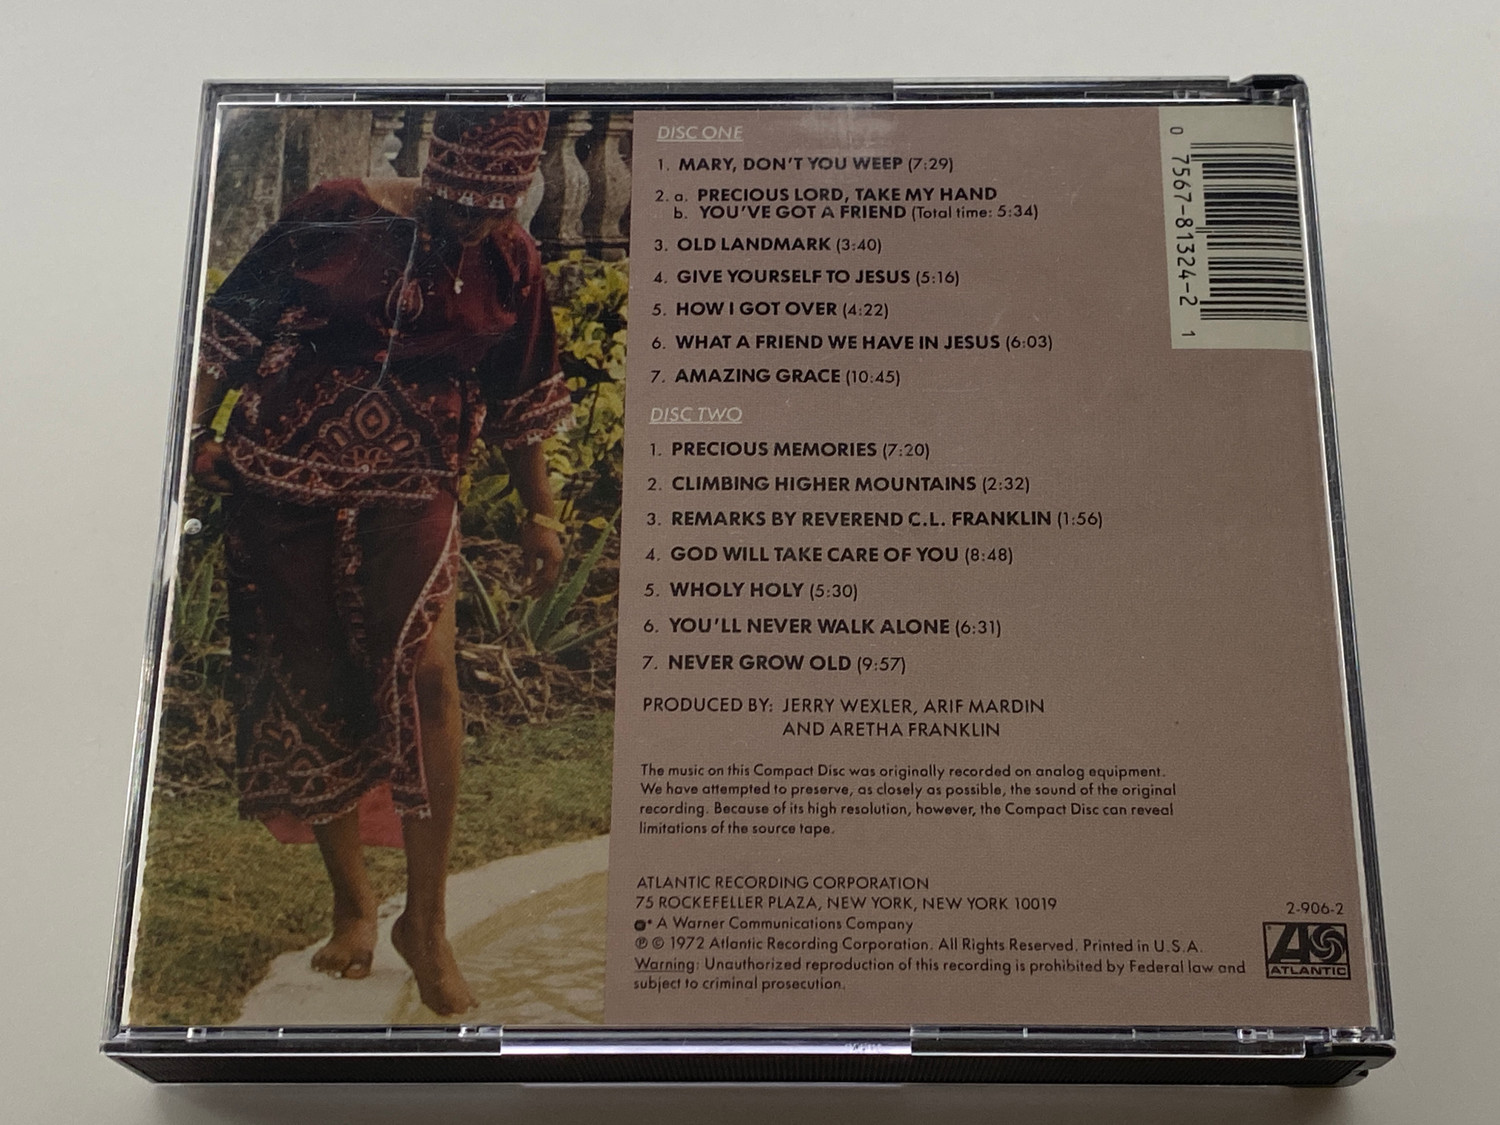 DISC ONE
1. MARY, DON'T YOU WEEP (7:29)
2. a. PRECIOUS LORD, TAKE MY HAND
b. YOU'VE GOT A FRIEND (Total time: 5:34)
3. OLD LANDMARK (3:40)
4. GIVE YOURSELF TO JESUS (5:16)
5. HOW I GOT OVER (4:22)
6. WHAT A FRIEND WE HAVE IN JESUS (6:03)
7. AMAZING GRACE (10:45)
DISC TWO
1. PRECIOUS MEMORIES (7:20)
2. CLIMBING HIGHER MOUNTAINS (2:32)
3. REMARKS BY REVEREND C.L. FRANKLIN (1:56)
4. GOD WILL TAKE CARE OF YOU (8:48)
5. WHOLY HOLY (5:30)
6. YOU'LL NEVER WALK ALONE (6:31)
7. NEVER GROW OLD (9:57)
PRODUCED BY: JERRY WEXLER, ARIF MARDIN
AND ARETHA FRANKLIN
The music on this Compact Disc was originally recorded on analog equipment.
We have attempted to preserve, as closely as possible, the sound of the original
recording. Because of its high resolution, however, the Compact Disc can reveal
limitations of the source tape.
ATLANTIC RECORDING CORPORATION
75 ROCKEFELLER PLAZA, NEW YORK, NEW YORK 10019
A Warner Communications Company
℗ © 1972 Atlantic Recording Corporation. All Rights Reserved. Printed in U.S.A.
Warning: Unauthorized reproduction of this recording is prohibited by Federal law and
subject to criminal prosecution.
0 7567-81324-2 1
2-906-2
ATLANTIC